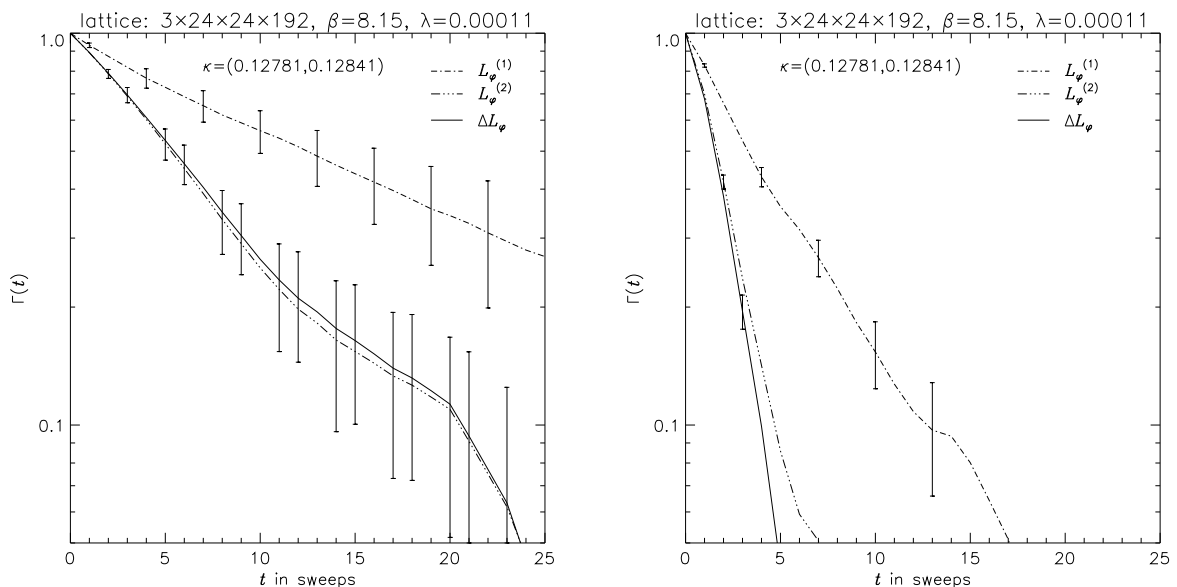 lattice: 3×24×24×192, β=8.15, λ=0.00011
κ=(0.12781,0.12841)
L_φ^(1)
L_φ^(2)
ΔL_φ
1.0
0.1
Γ(t)
0 5 10 15 20 25
t in sweeps
lattice: 3×24×24×192, β=8.15, λ=0.00011
κ=(0.12781,0.12841)
L_φ^(1)
L_φ^(2)
ΔL_φ
1.0
0.1
Γ(t)
0 5 10 15 20 25
t in sweeps